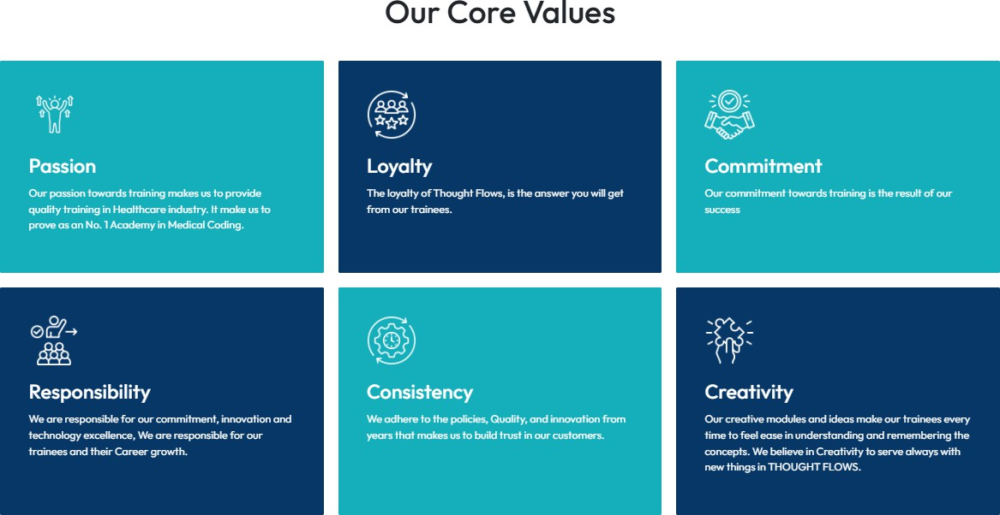 Our Core Values
Passion
Our passion towards training makes us to provide
quality training in Healthcare industry. It make us to
prove as an No. 1 Academy in Medical Coding.
Loyalty
The loyalty of Thought Flows, is the answer you will get
from our trainees.
Commitment
Our commitment towards training is the result of our
success
Responsibility
We are responsible for our commitment, innovation and
technology excellence, We are responsible for our
trainees and their Career growth.
Consistency
We adhere to the policies, Quality, and innovation from
years that makes us to build trust in our customers.
Creativity
Our creative modules and ideas make our trainees every
time to feel ease in understanding and remembering the
concepts. We believe in Creativity to serve always with
new things in THOUGHT FLOWS.